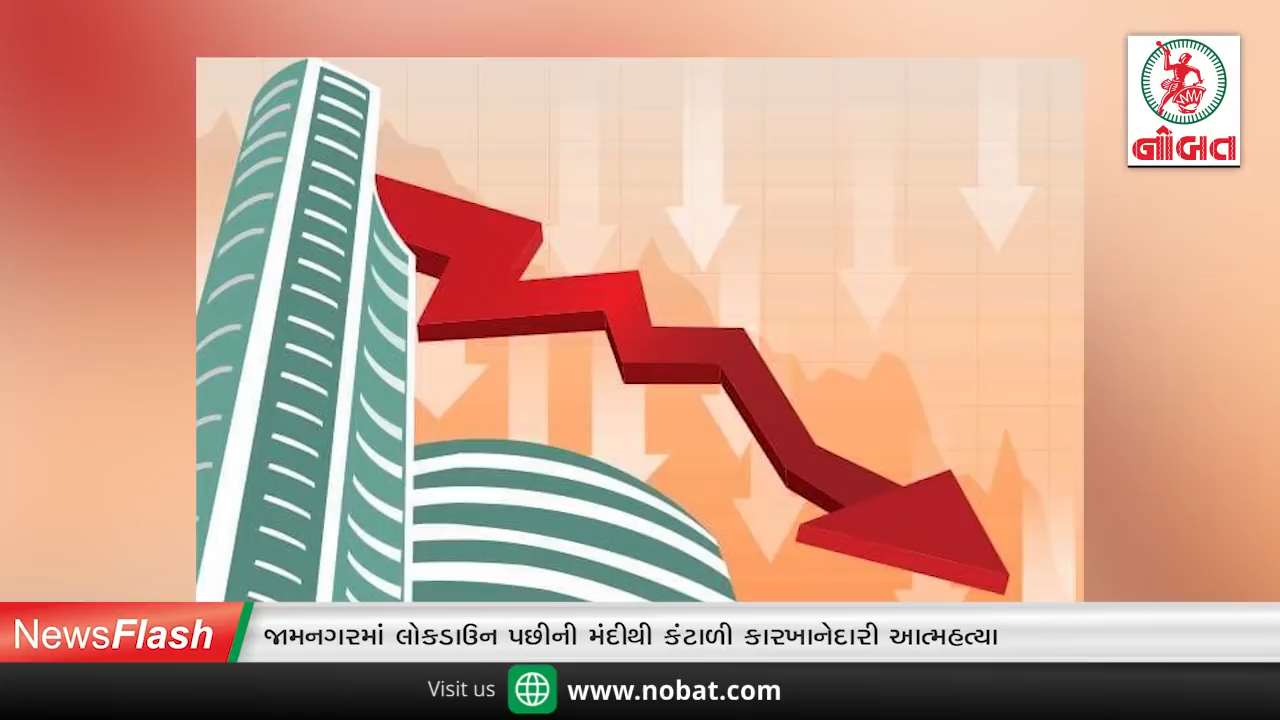 નોબત
NewsFlash
જામનગરમાં લોકડાઉન પછીની મંદીથી કંટાળી કારખાનેદારી આત્મહત્યા
Visit us www.nobat.com